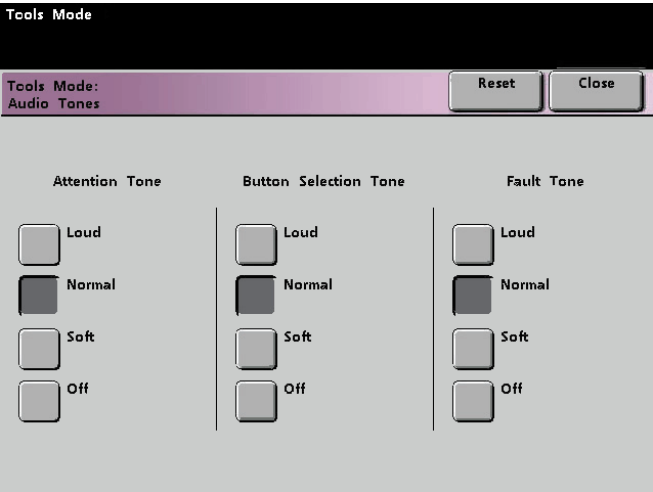 Tools Mode
Tools Mode:
Audio Tones
Reset
Close
Attention Tone
Button Selection Tone
Fault Tone
Loud
Normal
Soft
Off
Loud
Normal
Soft
Off
Loud
Normal
Soft
Off